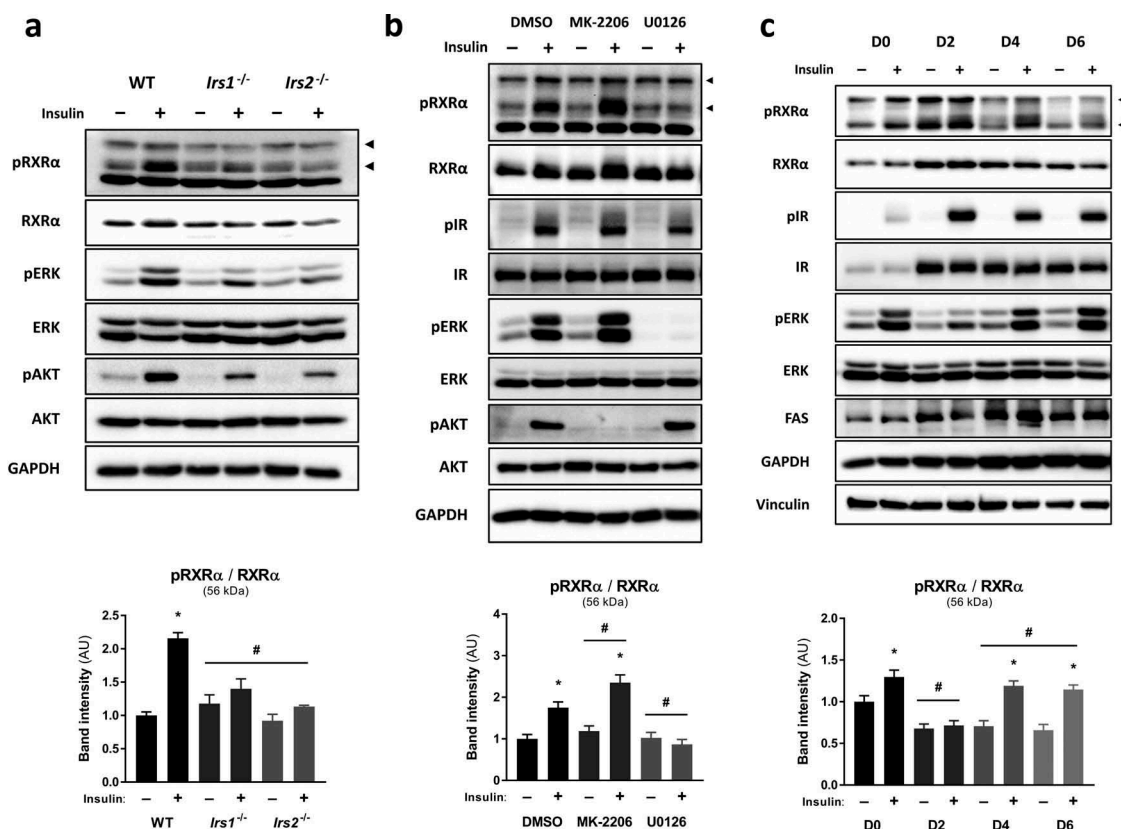 a
WT Irs1-/- Irs2-/-
Insulin – + – + – +
pRXRα
RXRα
pERK
ERK
pAKT
AKT
GAPDH
pRXRα / RXRα
(56 kDa)
Band intensity (AU)
2.5
2.0
1.5
1.0
0.5
0.0
*
#
Insulin: – + – + – +
WT Irs1-/- Irs2-/-
b
DMSO MK-2206 U0126
Insulin – + – + – +
pRXRα
RXRα
pIR
IR
pERK
ERK
pAKT
AKT
GAPDH
pRXRα / RXRα
(56 kDa)
Band intensity (AU)
4
3
2
1
0
* # * #
Insulin: – + – + – +
DMSO MK-2206 U0126
c
D0 D2 D4 D6
Insulin – + – + – + – +
pRXRα
RXRα
pIR
IR
pERK
ERK
FAS
GAPDH
Vinculin
pRXRα / RXRα
(56 kDa)
Band intensity (AU)
2.0
1.5
1.0
0.5
0.0
* # # * *
Insulin: – + – + – + – +
D0 D2 D4 D6